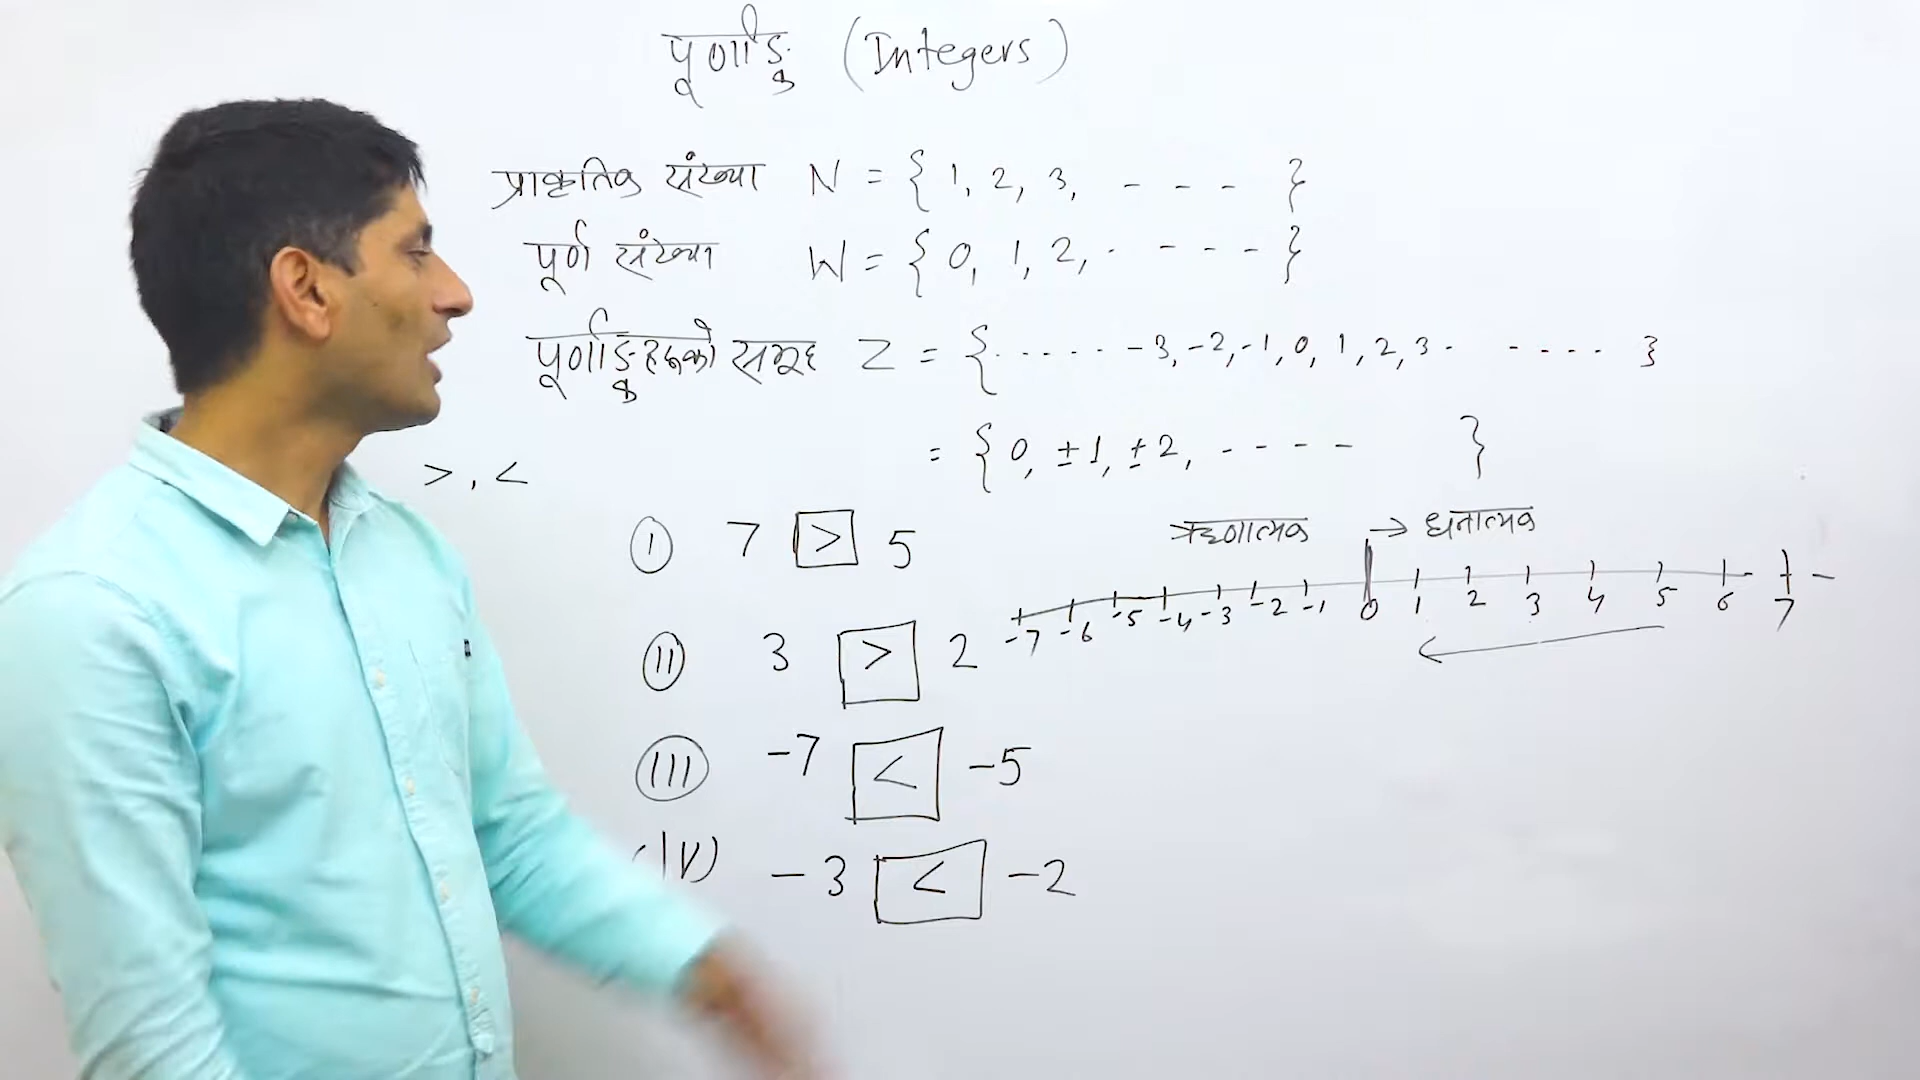 पूर्णाङ्क (Integers)
प्राकृतिक संख्या N = { 1, 2, 3, - - - }
पूर्ण संख्या W = { 0, 1, 2, - - - - }
पूर्णाङ्कहरूको समूह Z = { ..... -3, -2, -1, 0, 1, 2, 3 ..... }
= { 0, ±1, ±2, - - - - }
>, <
ऋणात्मक → धनात्मक
(I) 7 > 5
-7 -6 -5 -4 -3 -2 -1 0 1 2 3 4 5 6 7
(II) 3 > 2
(III) -7 < -5
(IV) -3 < -2